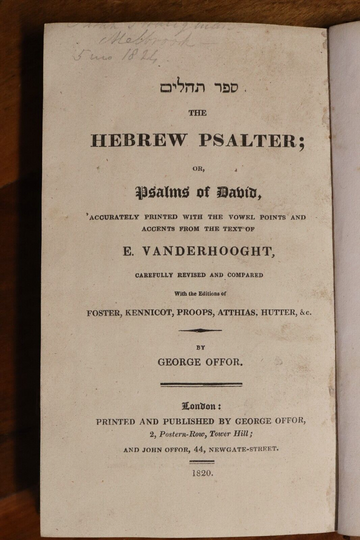 5 mo 1824
ספר תהלים
THE
HEBREW PSALTER;
OR,
Psalms of David,
ACCURATELY PRINTED WITH THE VOWEL POINTS AND
ACCENTS FROM THE TEXT OF
E. VANDERHOOGHT,
CAREFULLY REVISED AND COMPARED
With the Editions of
FOSTER, KENNICOT, PROOPS, ATTHIAS, HUTTER, &c.
BY
GEORGE OFFOR.
London:
PRINTED AND PUBLISHED BY GEORGE OFFOR,
2, Postern-Row, Tower Hill;
AND JOHN OFFOR, 44, NEWGATE-STREET.
1820.